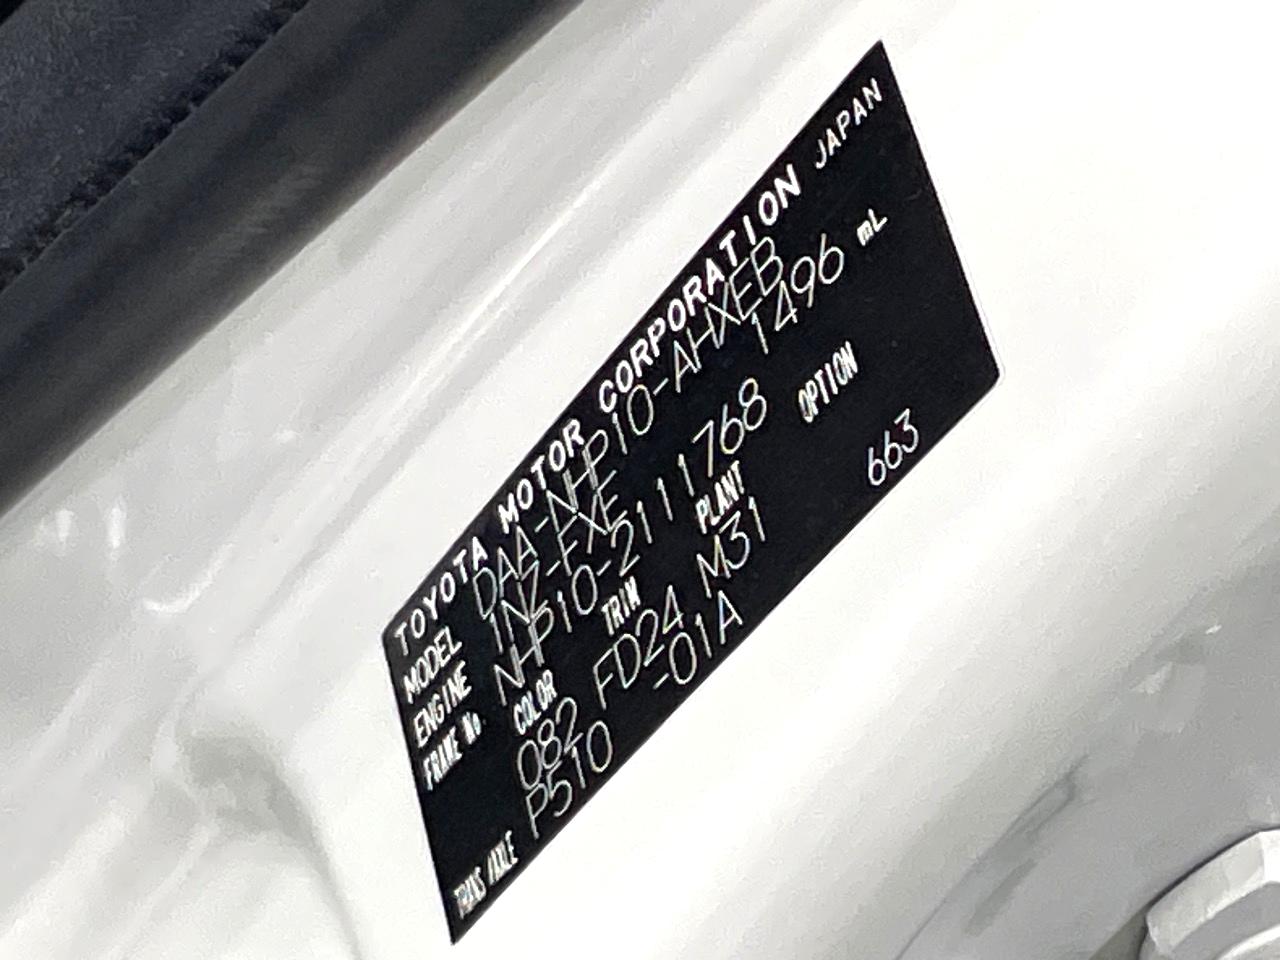 TOYOTA MOTOR CORPORATION JAPAN
MODEL DAA-NHP10-AHXEB
ENGINE 1NZ-FXE 1496 mL
FRAME No NHP10-2111768
COLOR TRIM PLANT OPTION
082 FD24 M31 663
TRANS/AXLE P510 -01A